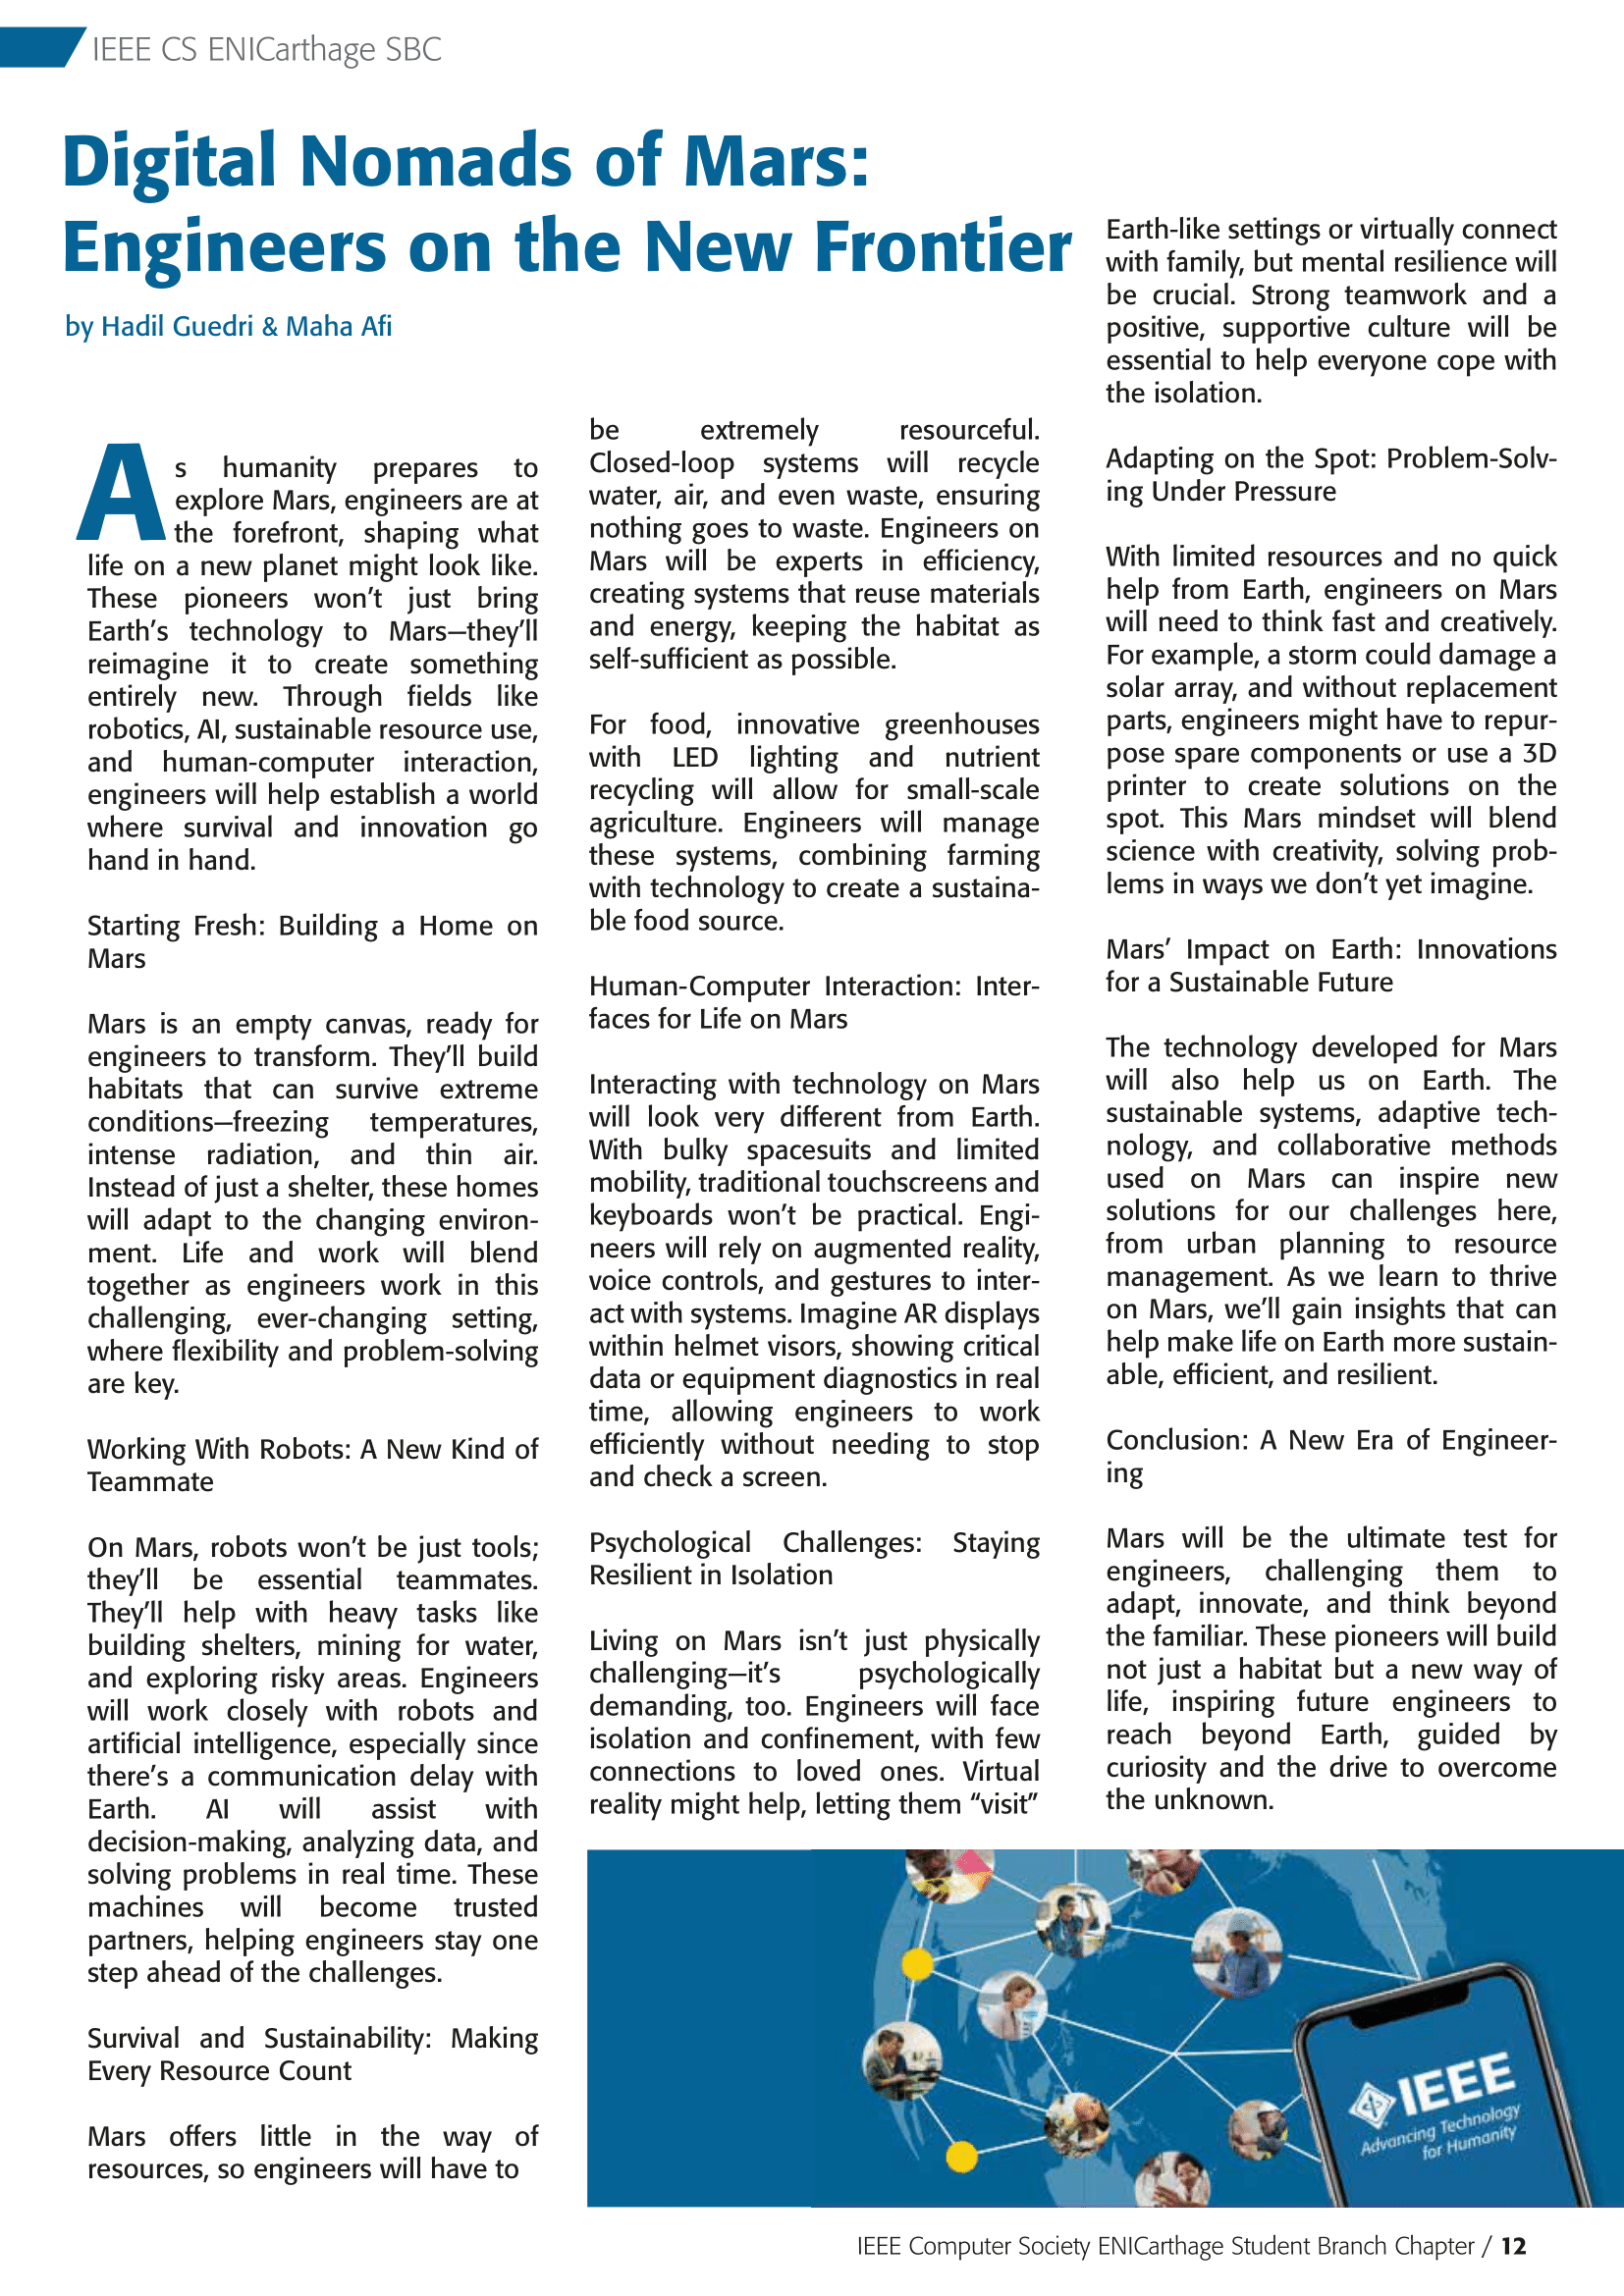 IEEE CS ENICarthage SBC
Digital Nomads of Mars:
Engineers on the New Frontier
by Hadil Guedri & Maha Afi
As humanity prepares to
explore Mars, engineers are at
the forefront, shaping what
life on a new planet might look like.
These pioneers won’t just bring
Earth’s technology to Mars—they’ll
reimagine it to create something
entirely new. Through fields like
robotics, AI, sustainable resource use,
and human-computer interaction,
engineers will help establish a world
where survival and innovation go
hand in hand.
Starting Fresh: Building a Home on
Mars
Mars is an empty canvas, ready for
engineers to transform. They’ll build
habitats that can survive extreme
conditions—freezing temperatures,
intense radiation, and thin air.
Instead of just a shelter, these homes
will adapt to the changing environ-
ment. Life and work will blend
together as engineers work in this
challenging, ever-changing setting,
where flexibility and problem-solving
are key.
Working With Robots: A New Kind of
Teammate
On Mars, robots won’t be just tools;
they’ll be essential teammates.
They’ll help with heavy tasks like
building shelters, mining for water,
and exploring risky areas. Engineers
will work closely with robots and
artificial intelligence, especially since
there’s a communication delay with
Earth. AI will assist with
decision-making, analyzing data, and
solving problems in real time. These
machines will become trusted
partners, helping engineers stay one
step ahead of the challenges.
Survival and Sustainability: Making
Every Resource Count
Mars offers little in the way of
resources, so engineers will have to
be extremely resourceful.
Closed-loop systems will recycle
water, air, and even waste, ensuring
nothing goes to waste. Engineers on
Mars will be experts in efficiency,
creating systems that reuse materials
and energy, keeping the habitat as
self-sufficient as possible.
For food, innovative greenhouses
with LED lighting and nutrient
recycling will allow for small-scale
agriculture. Engineers will manage
these systems, combining farming
with technology to create a sustaina-
ble food source.
Human-Computer Interaction: Inter-
faces for Life on Mars
Interacting with technology on Mars
will look very different from Earth.
With bulky spacesuits and limited
mobility, traditional touchscreens and
keyboards won’t be practical. Engi-
neers will rely on augmented reality,
voice controls, and gestures to inter-
act with systems. Imagine AR displays
within helmet visors, showing critical
data or equipment diagnostics in real
time, allowing engineers to work
efficiently without needing to stop
and check a screen.
Psychological Challenges: Staying
Resilient in Isolation
Living on Mars isn’t just physically
challenging—it’s psychologically
demanding, too. Engineers will face
isolation and confinement, with few
connections to loved ones. Virtual
reality might help, letting them “visit”
Earth-like settings or virtually connect
with family, but mental resilience will
be crucial. Strong teamwork and a
positive, supportive culture will be
essential to help everyone cope with
the isolation.
Adapting on the Spot: Problem-Solv-
ing Under Pressure
With limited resources and no quick
help from Earth, engineers on Mars
will need to think fast and creatively.
For example, a storm could damage a
solar array, and without replacement
parts, engineers might have to repur-
pose spare components or use a 3D
printer to create solutions on the
spot. This Mars mindset will blend
science with creativity, solving prob-
lems in ways we don’t yet imagine.
Mars’ Impact on Earth: Innovations
for a Sustainable Future
The technology developed for Mars
will also help us on Earth. The
sustainable systems, adaptive tech-
nology, and collaborative methods
used on Mars can inspire new
solutions for our challenges here,
from urban planning to resource
management. As we learn to thrive
on Mars, we’ll gain insights that can
help make life on Earth more sustain-
able, efficient, and resilient.
Conclusion: A New Era of Engineer-
ing
Mars will be the ultimate test for
engineers, challenging them to
adapt, innovate, and think beyond
the familiar. These pioneers will build
not just a habitat but a new way of
life, inspiring future engineers to
reach beyond Earth, guided by
curiosity and the drive to overcome
the unknown.
IEEE
Advancing Technology
for Humanity
IEEE Computer Society ENICarthage Student Branch Chapter / 12